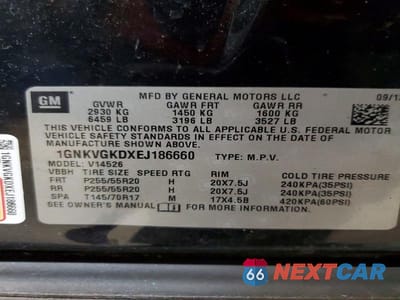 GM
MFD. BY GENERAL MOTORS LLC 09/1
GVWR GAWR FRT GAWR RR
2930 KG 1450 KG 1600 KG
6459 LB 3196 LB 3527 LB
THIS VEHICLE CONFORMS TO ALL APPLICABLE U.S. FEDERAL
VEHICLE SAFETY STANDARDS IN EFFECT ON THE DATE OF
MANUFACTURE SHOWN ABOVE.
1GNKVGKDXEJ186660 TYPE: M.P.V.
MODEL: V14526
VBBH TIRE SIZE SPEED RTG RIM COLD TIRE PRESSURE
FRT P255/55R20 H 20X7.5J 240KPA(35PSI)
RR P255/55R20 H 20X7.5J 240KPA(35PSI)
SPA T145/70R17 M 17X4.5B 420KPA(60PSI)
SEE OWNER'S MANUAL FOR MORE INFORMATION.
1GNKVGKDXEJ186660
66 NEXTCAR